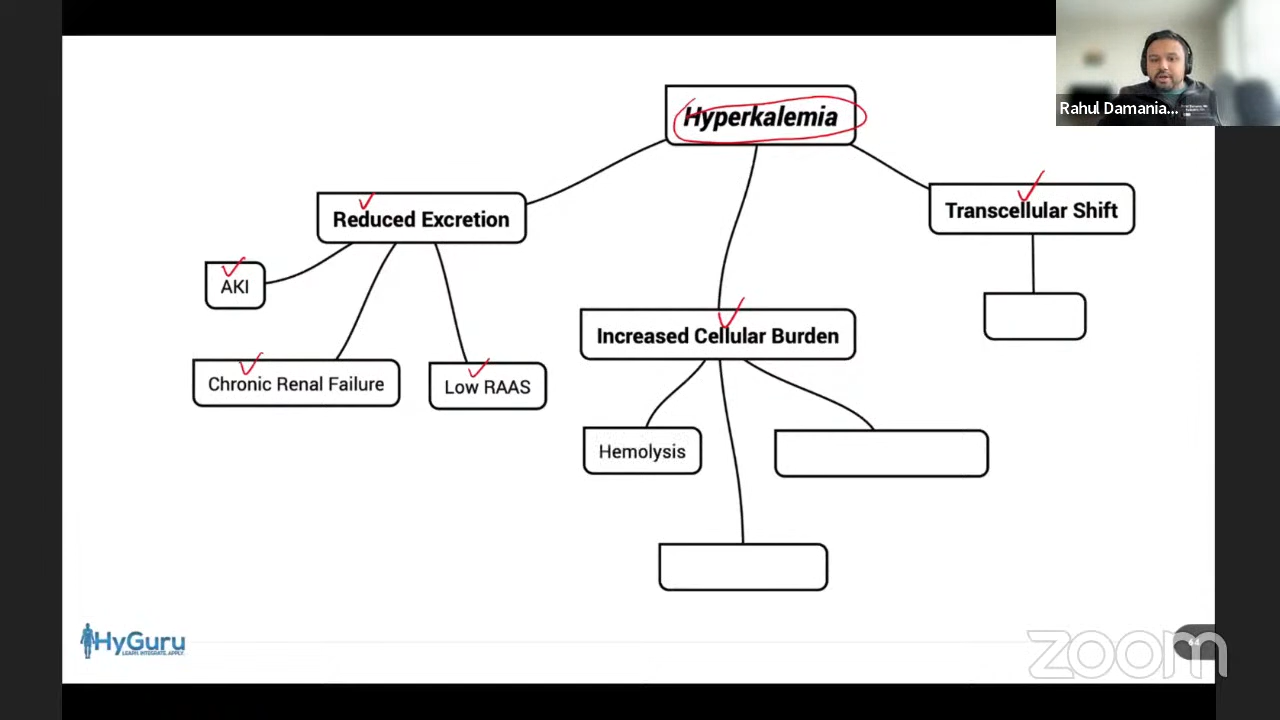 Rahul Damania...
Hyperkalemia
Reduced Excretion
Transcellular Shift
AKI
Increased Cellular Burden
Chronic Renal Failure
Low RAAS
Hemolysis
HyGuru
LEARN. INTEGRATE. APPLY.
zoom